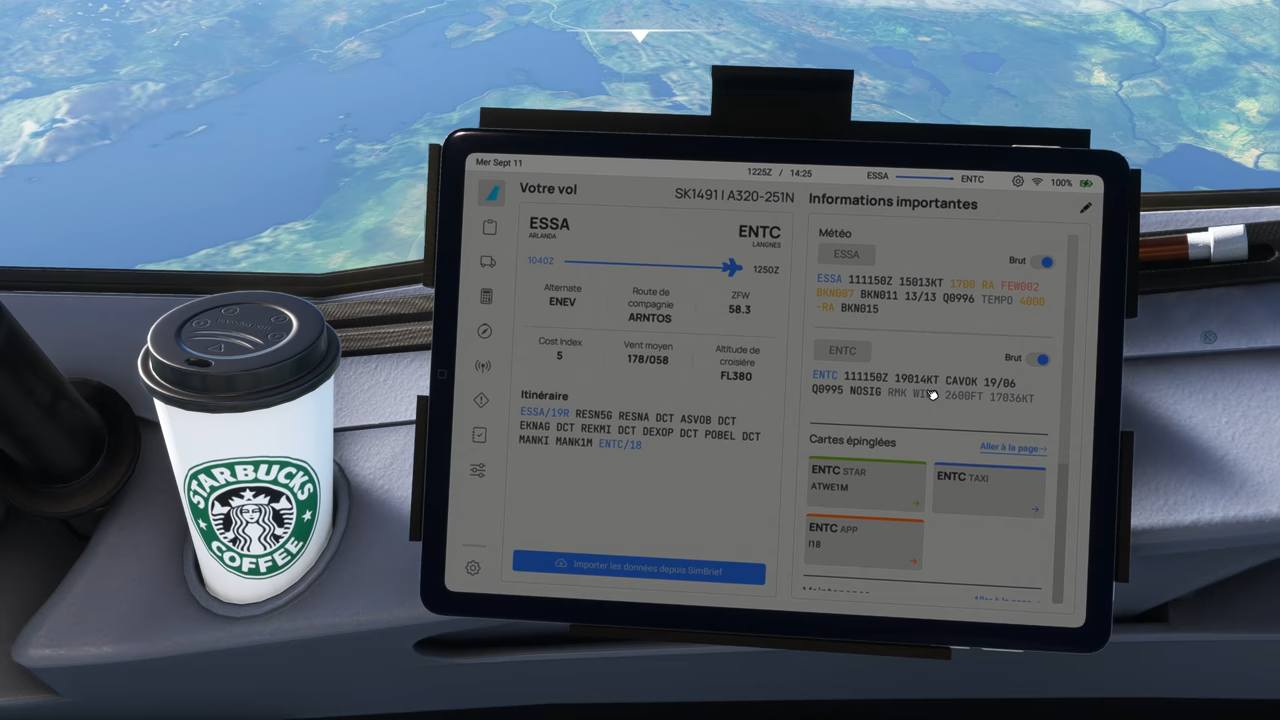 Mer Sept 11
1225Z / 14:25
ESSA
ENTC
100%
Votre vol
SK1491 | A320-251N
ESSA
ARLANDA
ENTC
LANGNES
1040Z
1250Z
Alternate
ENEV
Route de
compagnie
ARNTOS
ZFW
58.3
Cost Index
5
Vent moyen
178/058
Altitude de
croisière
FL380
Itinéraire
ESSA/19R RESN5G RESNA DCT ASVOB DCT
EKNAG DCT REKMI DCT DEXOP DCT POBEL DCT
MANKI MANK1M ENTC/18
Importer les données depuis SimBrief
Informations importantes
Météo
ESSA
Brut
ESSA 111150Z 15013KT 1700 RA FEW002
BKN007 BKN011 13/13 Q0996 TEMPO 4000
-RA BKN015
ENTC
Brut
ENTC 111150Z 19014KT CAVOK 19/06
Q0995 NOSIG RMK 2600FT 17036KT
Cartes épinglées
Aller à la page
ENTC STAR
ATWE1M
ENTC TAXI
ENTC APP
I18
STARBUCKS
COFFEE